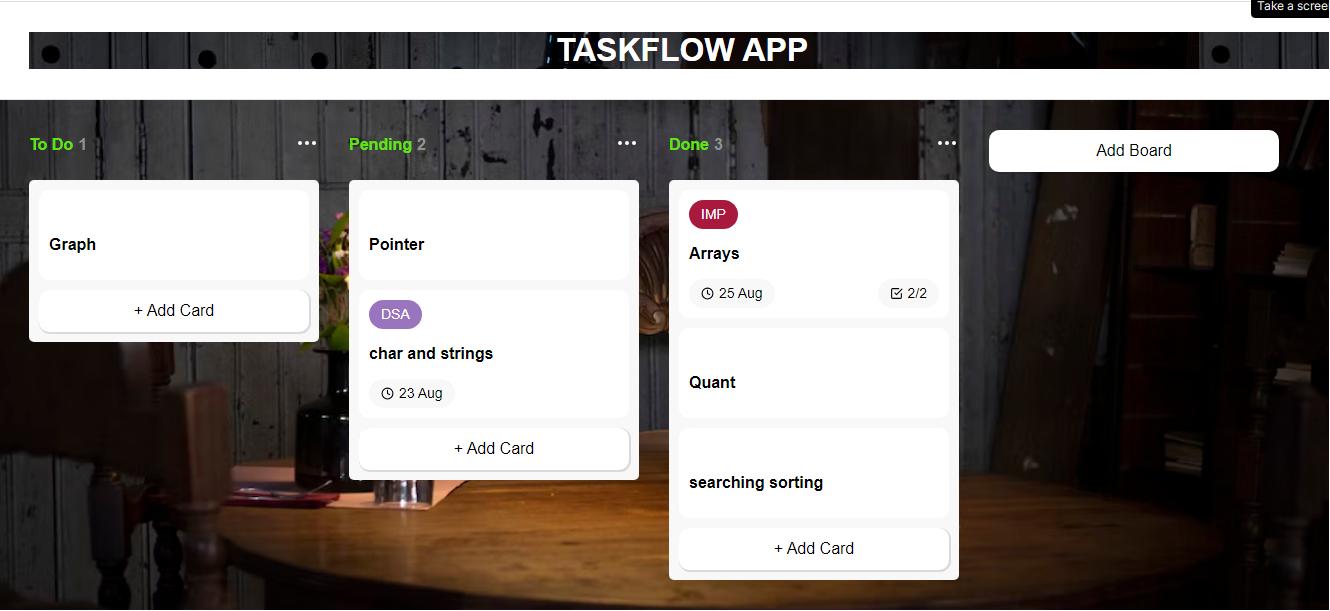 Take a scree
TASKFLOW APP
To Do 1
Graph
+ Add Card
Pending 2
Pointer
DSA
char and strings
23 Aug
+ Add Card
Done 3
IMP
Arrays
25 Aug 2/2
Quant
searching sorting
+ Add Card
Add Board